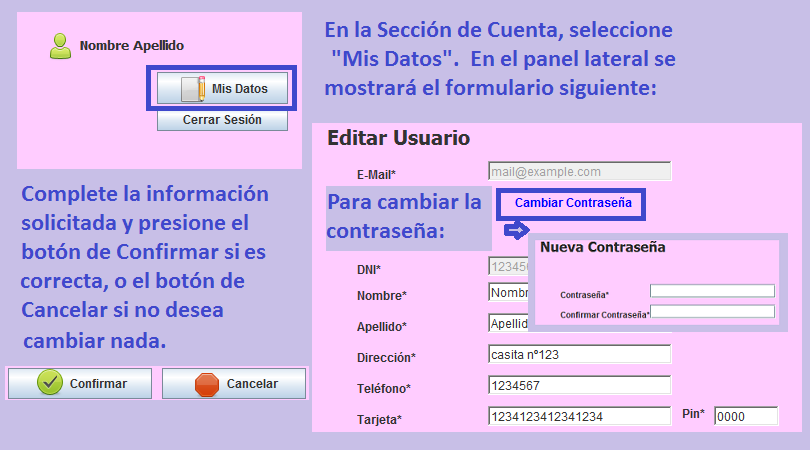 Nombre Apellido
Mis Datos
Cerrar Sesión
En la Sección de Cuenta, seleccione
"Mis Datos".  En el panel lateral se
mostrará el formulario siguiente:
Complete la información
solicitada y presione el
botón de Confirmar si es
correcta, o el botón de
Cancelar si no desea
cambiar nada.
Confirmar
Cancelar
Editar Usuario
E-Mail* mail@example.com
Para cambiar la
contraseña:
Cambiar Contraseña
Nueva Contraseña
Contraseña*
Confirmar Contraseña*
DNI* 123456
Nombre* Nombr
Apellido* Apellid
Dirección* casita nº123
Teléfono* 1234567
Tarjeta* 1234123412341234 Pin* 0000